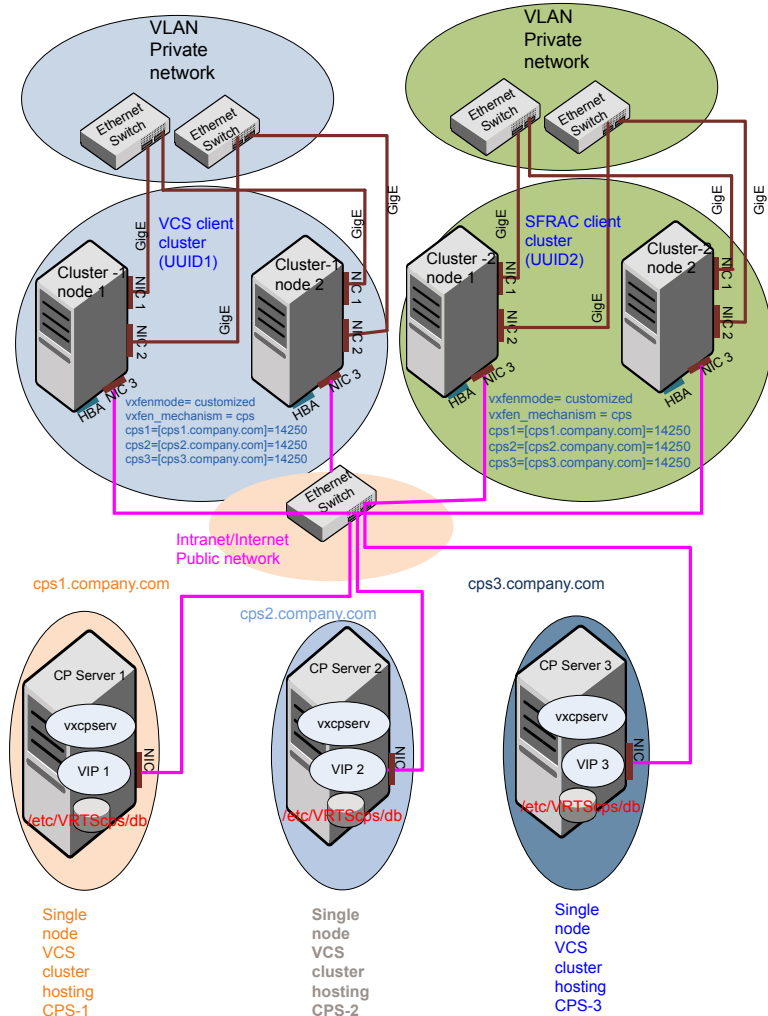 VLAN
Private
network
VLAN
Private
network
Ethernet
Switch
Ethernet
Switch
Ethernet
Switch
Ethernet
Switch
GigE
GigE
GigE
GigE
GigE
GigE
GigE
GigE
VCS client
cluster
(UUID1)
SFRAC client
cluster
(UUID2)
Cluster -1
node 1
NIC 1
NIC 2
NIC 3
HBA
Cluster-1
node 2
NIC 1
NIC 2
NIC 3
HBA
Cluster -2
node 1
NIC 1
NIC 2
NIC 3
HBA
Cluster-2
node 2
NIC 1
NIC 2
NIC 3
HBA
vxfenmode= customized
vxfen_mechanism = cps
cps1=[cps1.company.com]=14250
cps2=[cps2.company.com]=14250
cps3=[cps3.company.com]=14250
vxfenmode= customized
vxfen_mechanism = cps
cps1=[cps1.company.com]=14250
cps2=[cps2.company.com]=14250
cps3=[cps3.company.com]=14250
Ethernet
Switch
Intranet/Internet
Public network
cps1.company.com
cps2.company.com
cps3.company.com
CP Server 1
vxcpserv
VIP 1
NIC
/etc/VRTScps/db
CP Server 2
vxcpserv
VIP 2
NIC
/etc/VRTScps/db
CP Server 3
vxcpserv
VIP 3
NIC
/etc/VRTScps/db
Single
node
VCS
cluster
hosting
CPS-1
Single
node
VCS
cluster
hosting
CPS-2
Single
node
VCS
cluster
hosting
CPS-3